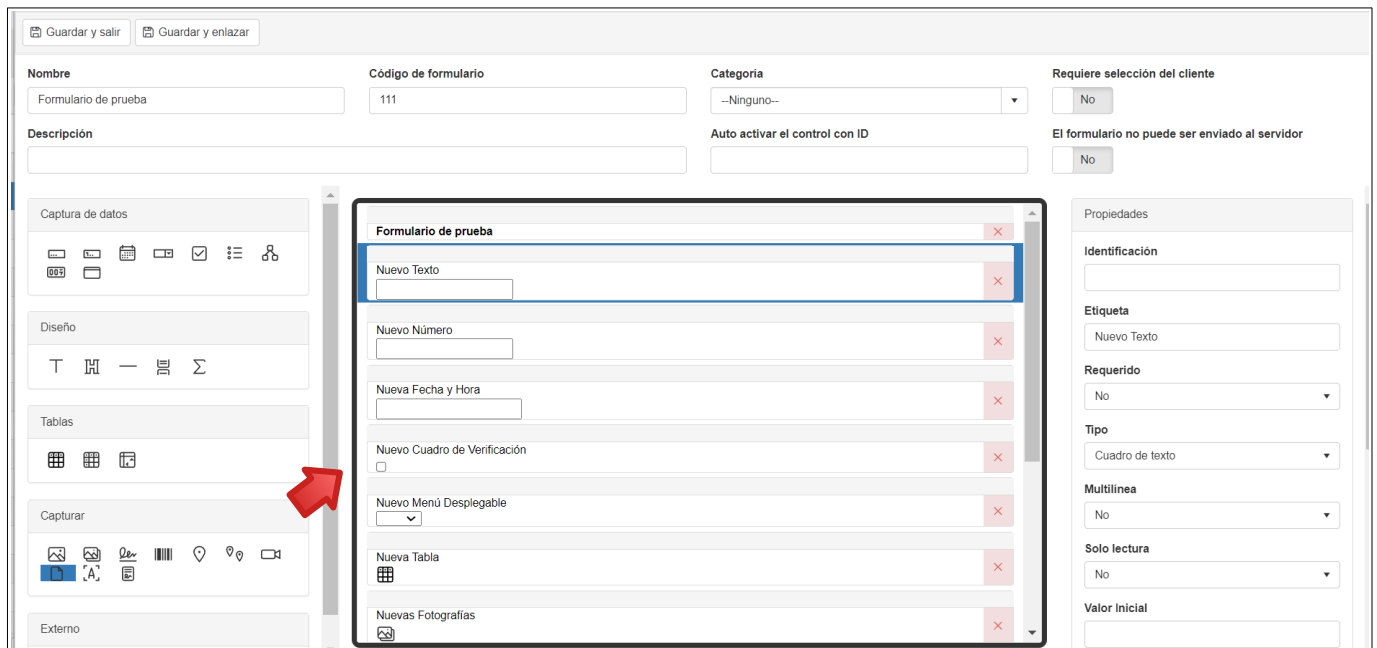 Guardar y salir
Guardar y enlazar
Nombre
Código de formulario
Categoria
Requiere selección del cliente
Formulario de prueba
111
--Ninguno--
No
Descripción
Auto activar el control con ID
El formulario no puede ser enviado al servidor
No
Captura de datos
Diseño
Tablas
Capturar
Externo
Formulario de prueba
Nuevo Texto
Nuevo Número
Nueva Fecha y Hora
Nuevo Cuadro de Verificación
Nuevo Menú Desplegable
Nueva Tabla
Nuevas Fotografías
Propiedades
Identificación
Etiqueta
Nuevo Texto
Requerido
No
Tipo
Cuadro de texto
Multilinea
No
Solo lectura
No
Valor Inicial